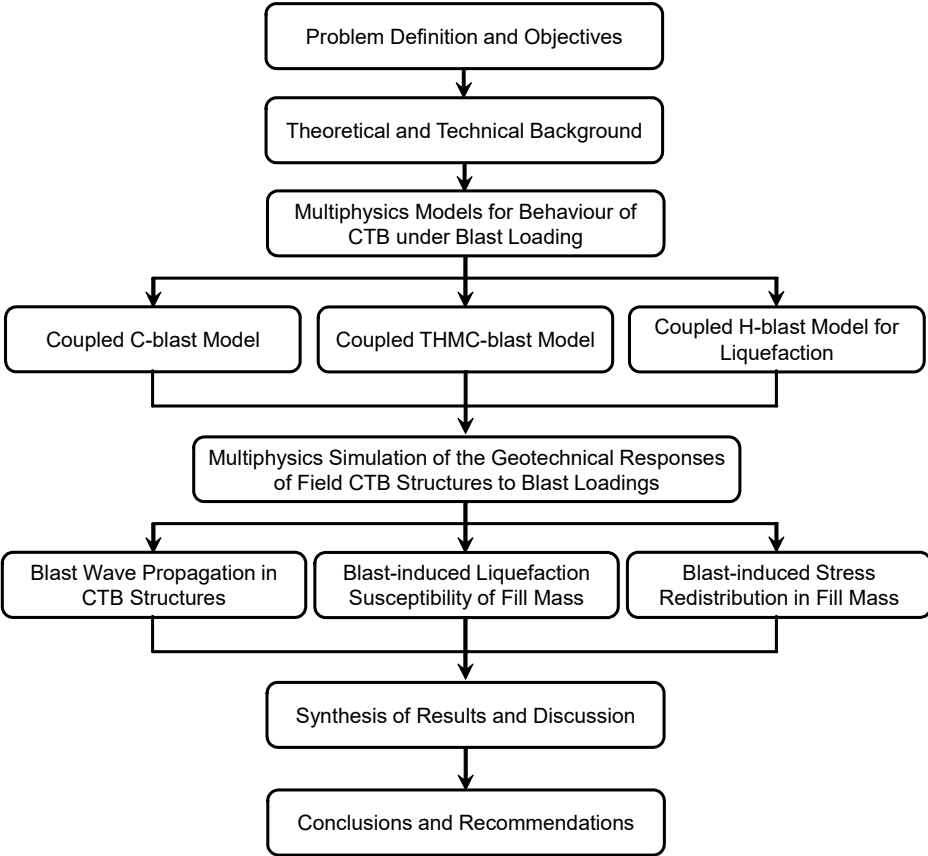 Problem Definition and Objectives
Theoretical and Technical Background
Multiphysics Models for Behaviour of
CTB under Blast Loading
Coupled C-blast Model
Coupled THMC-blast Model
Coupled H-blast Model for
Liquefaction
Multiphysics Simulation of the Geotechnical Responses
of Field CTB Structures to Blast Loadings
Blast Wave Propagation in
CTB Structures
Blast-induced Liquefaction
Susceptibility of Fill Mass
Blast-induced Stress
Redistribution in Fill Mass
Synthesis of Results and Discussion
Conclusions and Recommendations